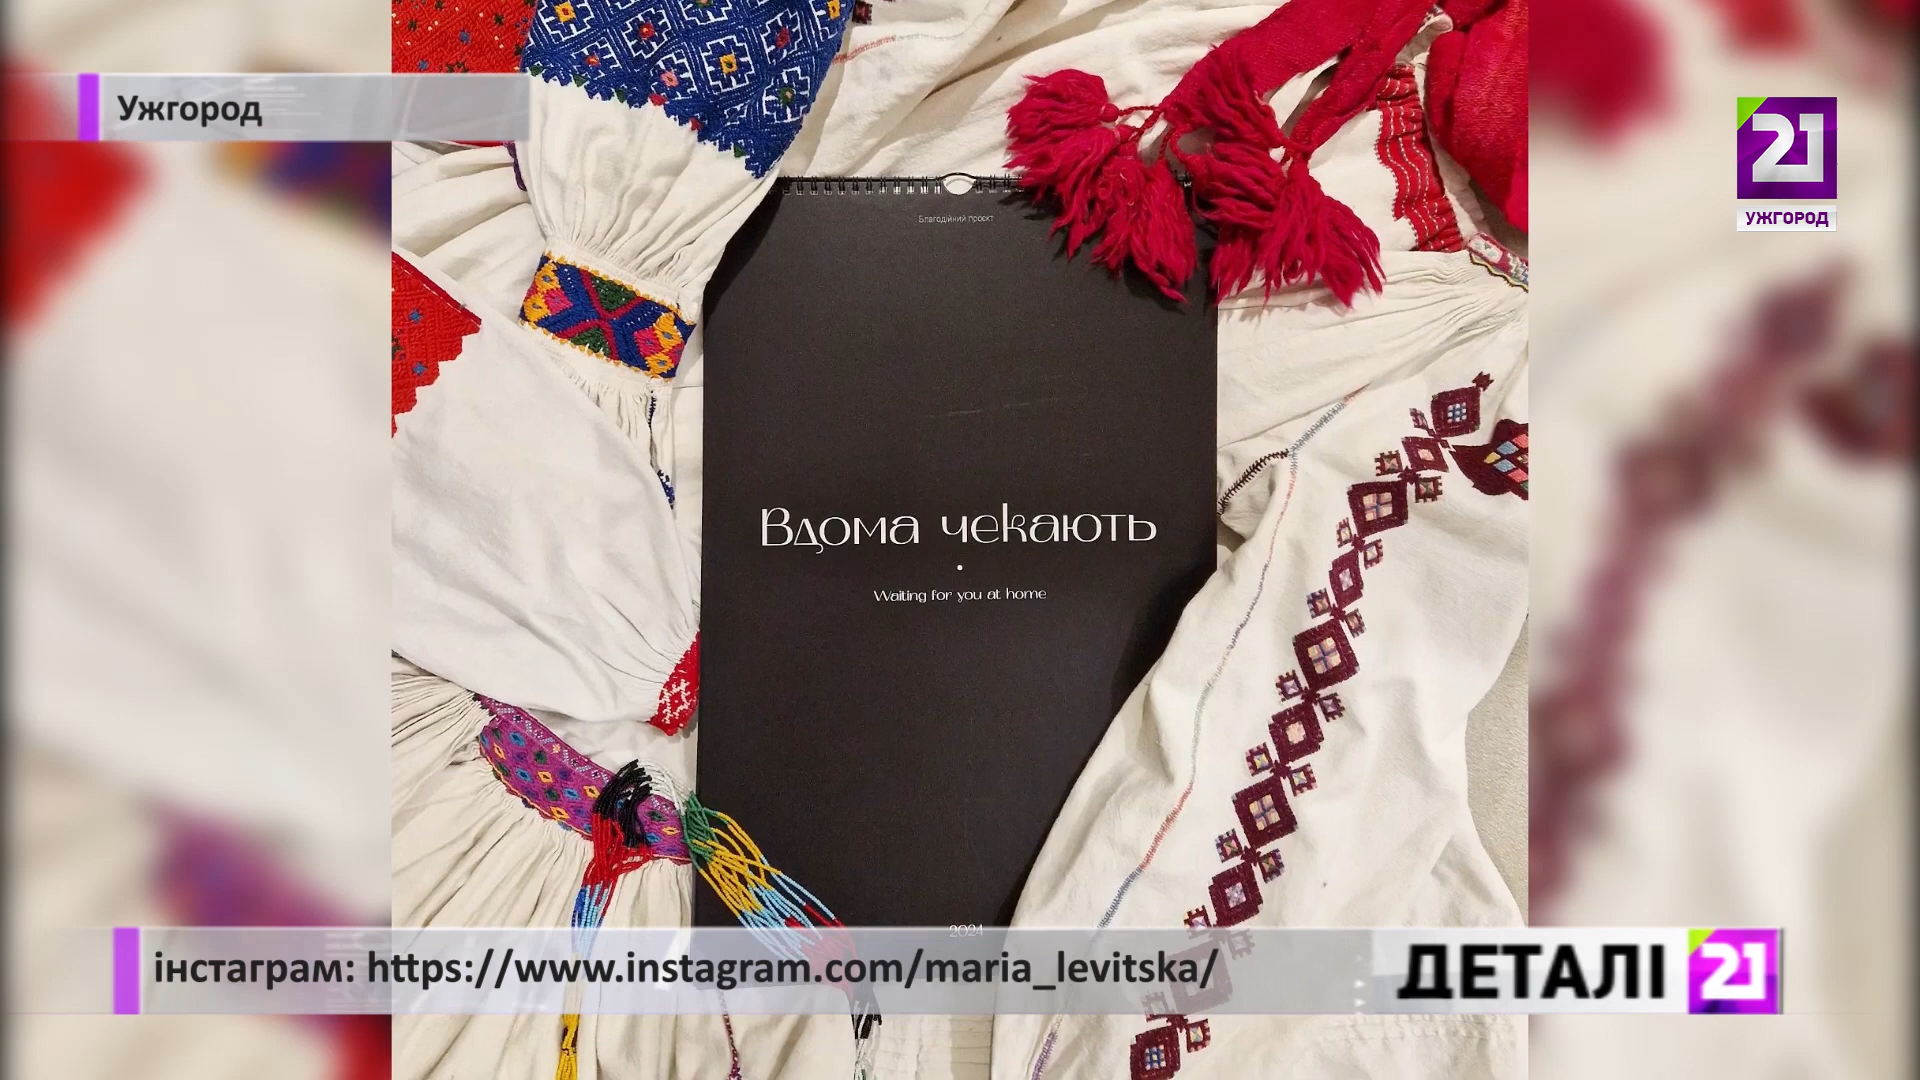 Ужгород
21
УЖГОРОД
Благодійний проєкт
Вдома чекають
Waiting for you at home
2024
інстаграм: https://www.instagram.com/maria_levitska/
ДЕТАЛІ 21